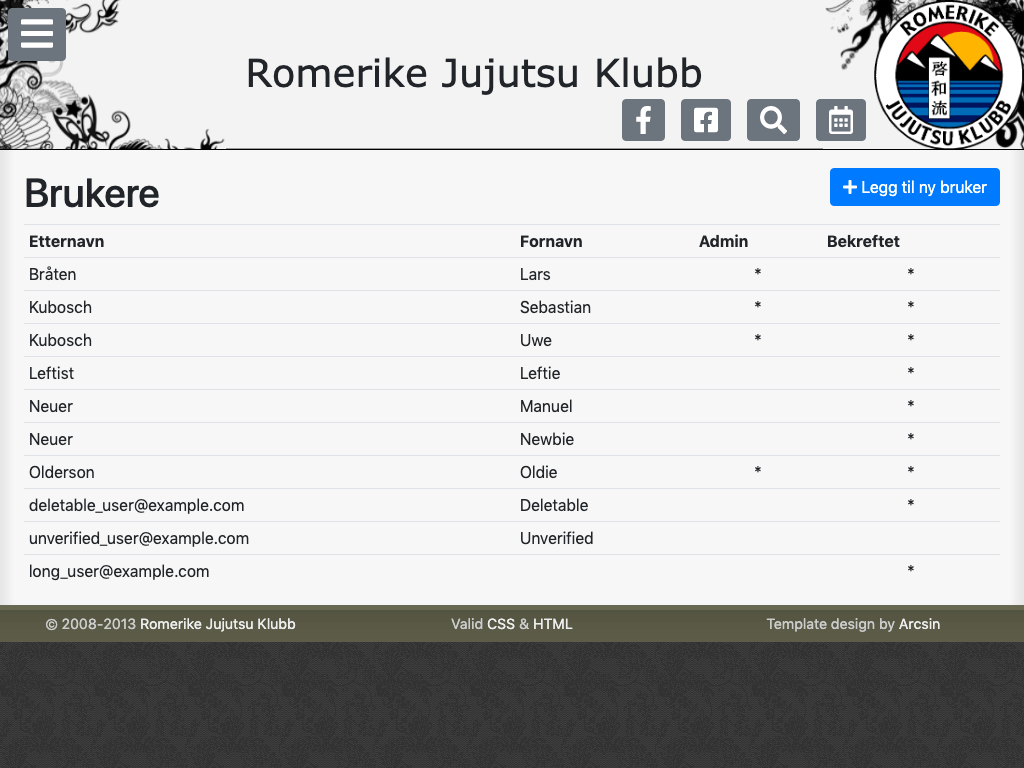 Romerike Jujutsu Klubb
ROMERIKE
啓和流
JUJUTSU KLUBB
Brukere
Legg til ny bruker
Etternavn Fornavn Admin Bekreftet
Bråten Lars * *
Kubosch Sebastian * *
Kubosch Uwe * *
Leftist Leftie *
Neuer Manuel *
Neuer Newbie *
Olderson Oldie * *
deletable_user@example.com Deletable *
unverified_user@example.com Unverified
long_user@example.com *
© 2008-2013 Romerike Jujutsu Klubb Valid CSS & HTML Template design by Arcsin